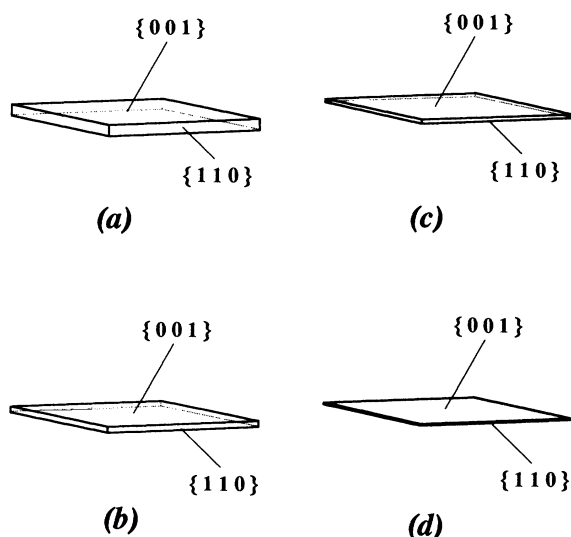 {001}
{110}
(a)
{001}
{110}
(c)
{001}
{110}
(b)
{001}
{110}
(d)